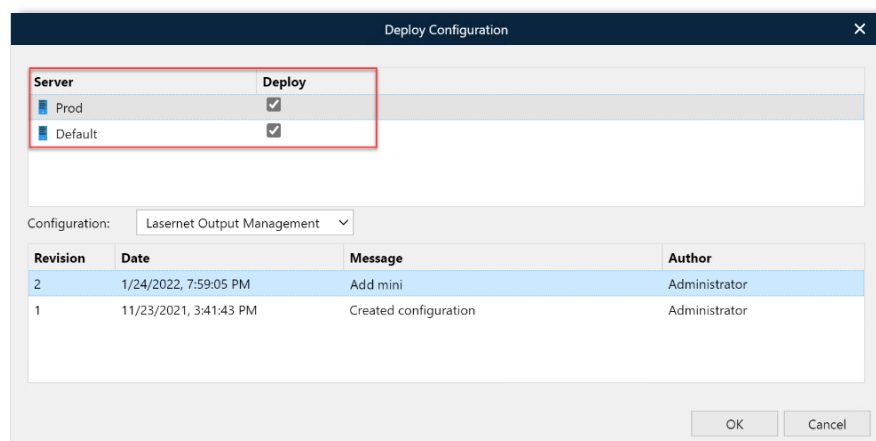 Deploy Configuration
Server Deploy
Prod
Default
Configuration: Lasernet Output Management
Revision Date Message Author
2 1/24/2022, 7:59:05 PM Add mini Administrator
1 11/23/2021, 3:41:43 PM Created configuration Administrator
OK Cancel